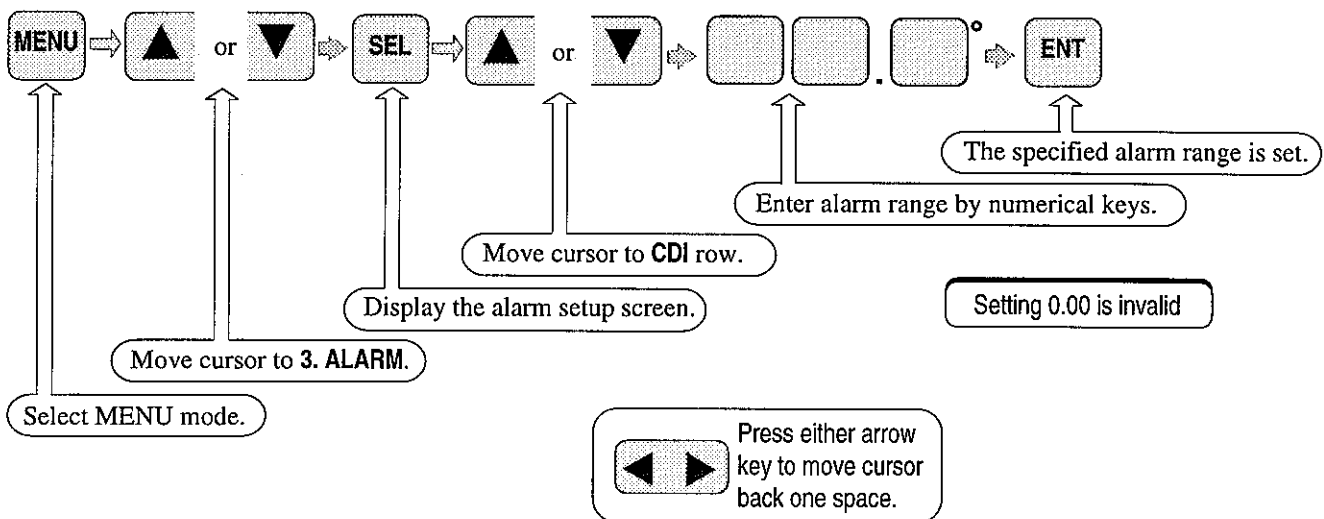 MENU or SEL or . ° ENT
The specified alarm range is set.
Enter alarm range by numerical keys.
Move cursor to CDI row.
Display the alarm setup screen.
Setting 0.00 is invalid
Move cursor to 3. ALARM.
Select MENU mode.
Press either arrow
key to move cursor
back one space.